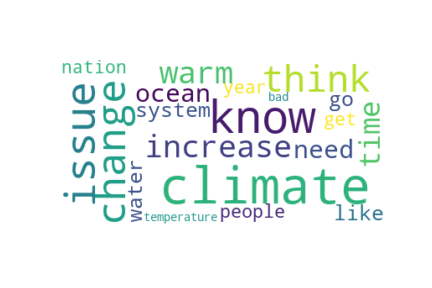 nation
warm
think
year
ocean
bad
issue
change
system
know
go
get
time
increase
need
water
climate
temperature
people
like